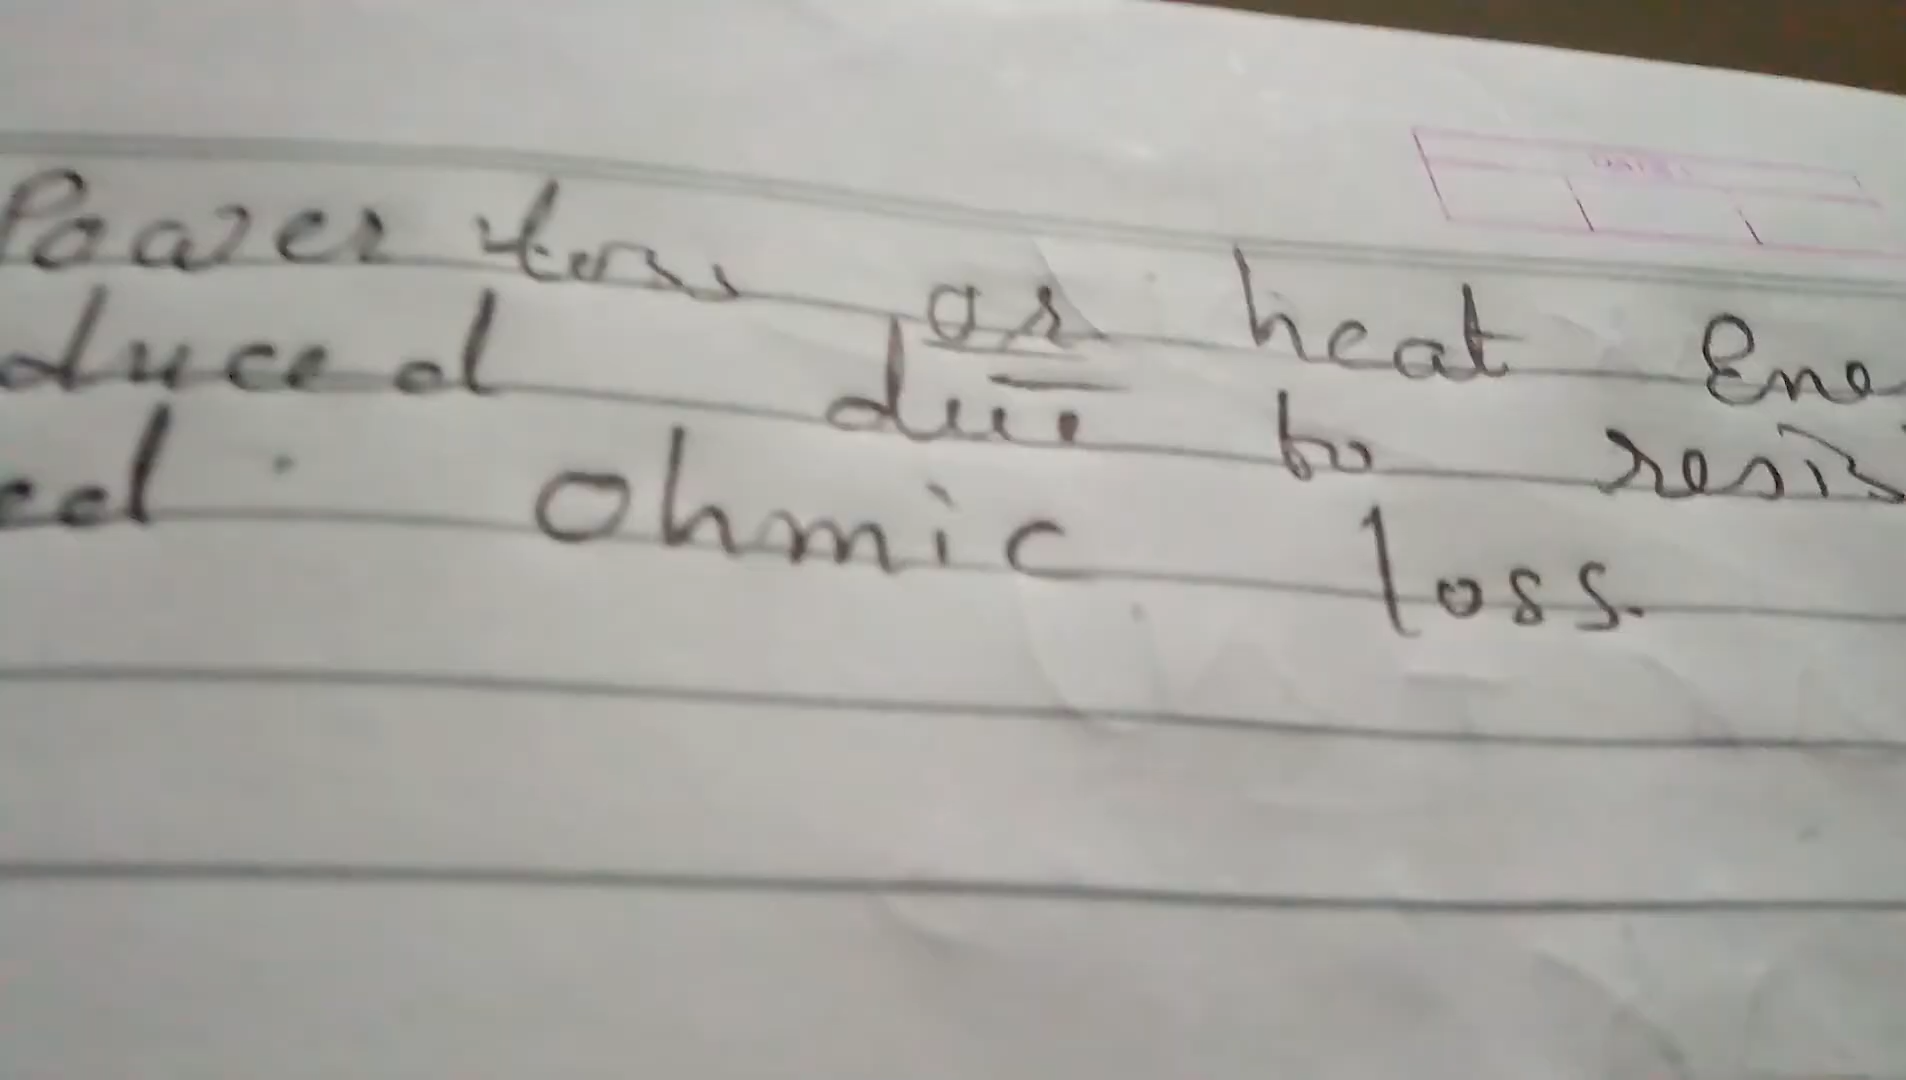 Power loss or heat Ene
duced due to resis
ed. Ohmic loss.